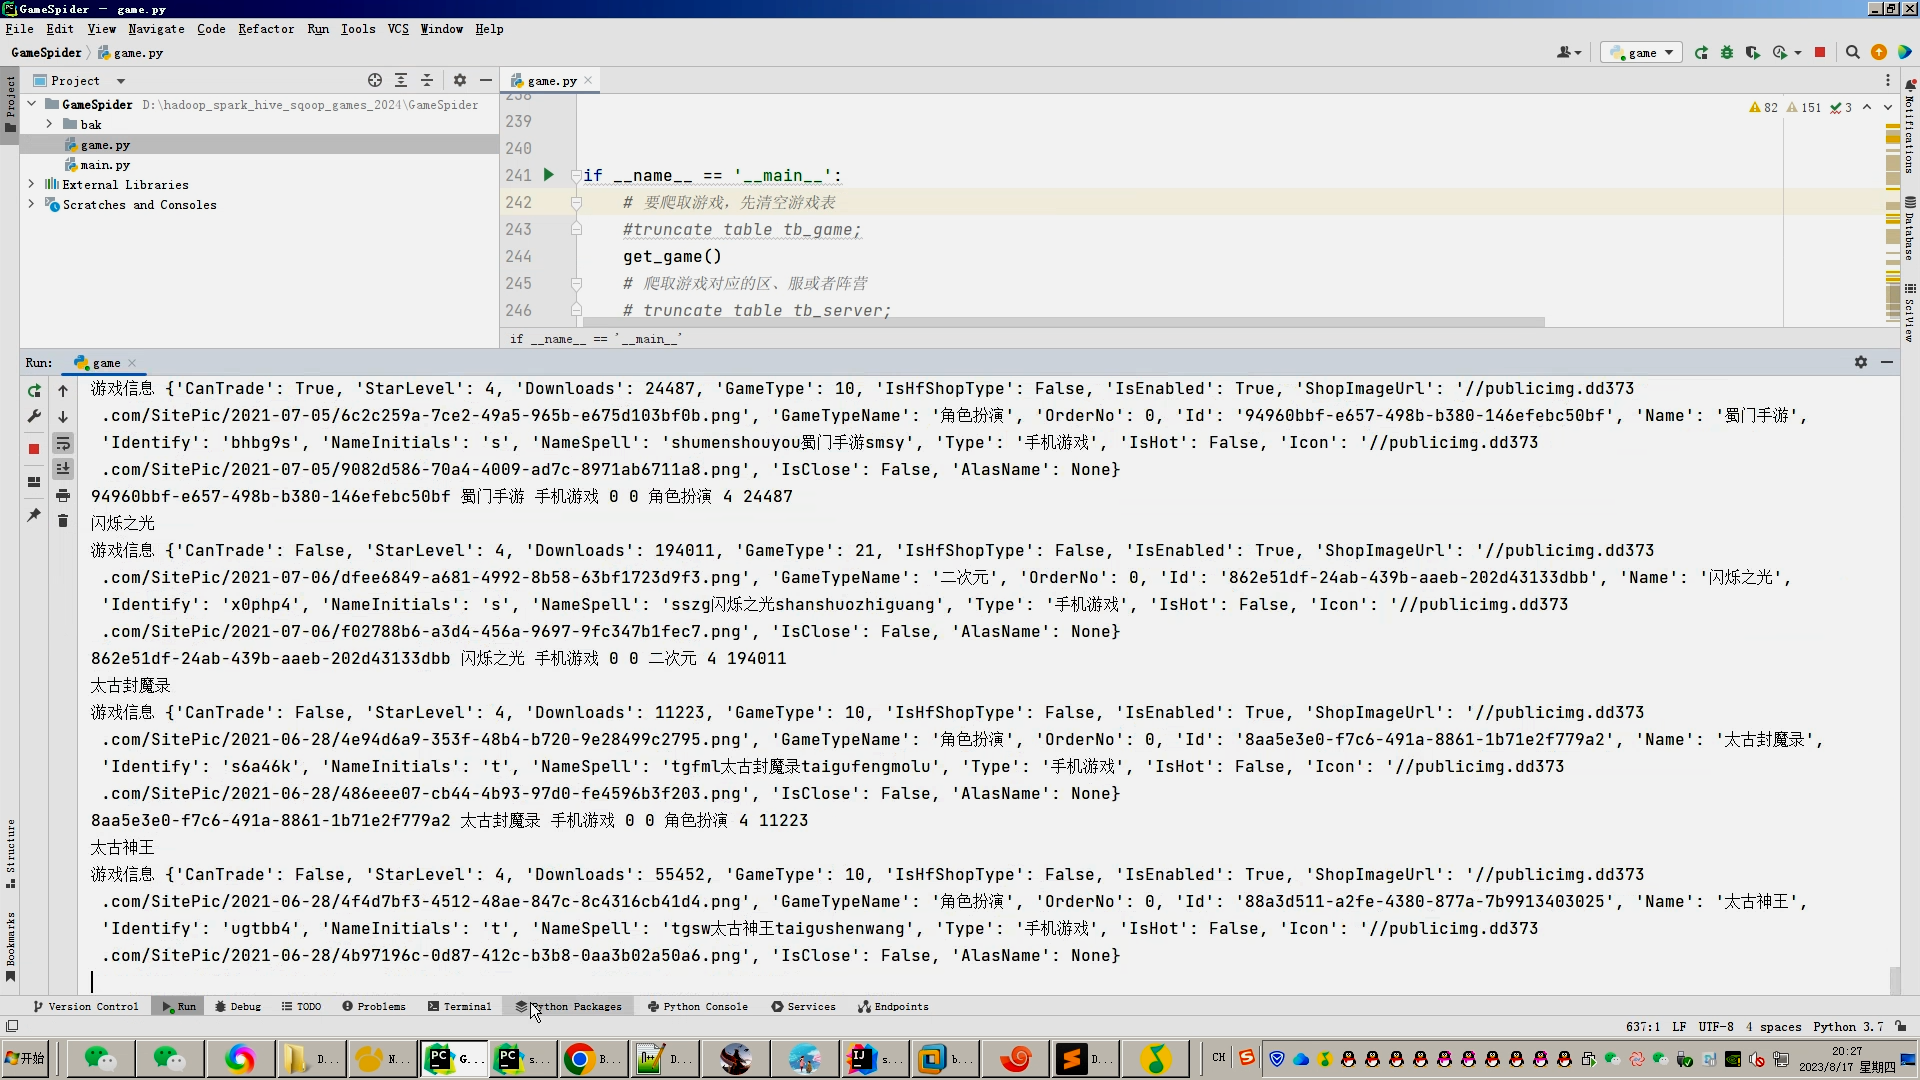 GameSpider – game.py
File Edit View Navigate Code Refactor Run Tools VCS Window Help
GameSpider game.py
game
Project
game.py
GameSpider D:\hadoop_spark_hive_sqoop_games_2024\GameSpider
bak
game.py
main.py
External Libraries
Scratches and Consoles
82 151 3
238
239
240
241 if __name__ == '__main__':
242 # 要爬取游戏，先清空游戏表
243 #truncate table tb_game;
244 get_game()
245 # 爬取游戏对应的区、服或者阵营
246 # truncate table tb_server;
if __name__ == '__main__'
Run: game
游戏信息 {'CanTrade': True, 'StarLevel': 4, 'Downloads': 24487, 'GameType': 10, 'IsHfShopType': False, 'IsEnabled': True, 'ShopImageUrl': '//publicimg.dd373
.com/SitePic/2021-07-05/6c2c259a-7ce2-49a5-965b-e675d103bf0b.png', 'GameTypeName': '角色扮演', 'OrderNo': 0, 'Id': '94960bbf-e657-498b-b380-146efebc50bf', 'Name': '蜀门手游',
'Identify': 'bhbg9s', 'NameInitials': 's', 'NameSpell': 'shumenshouyou蜀门手游smsy', 'Type': '手机游戏', 'IsHot': False, 'Icon': '//publicimg.dd373
.com/SitePic/2021-07-05/9082d586-70a4-4009-ad7c-8971ab6711a8.png', 'IsClose': False, 'AlasName': None}
94960bbf-e657-498b-b380-146efebc50bf 蜀门手游 手机游戏 0 0 角色扮演 4 24487
闪烁之光
游戏信息 {'CanTrade': False, 'StarLevel': 4, 'Downloads': 194011, 'GameType': 21, 'IsHfShopType': False, 'IsEnabled': True, 'ShopImageUrl': '//publicimg.dd373
.com/SitePic/2021-07-06/dfee6849-a681-4992-8b58-63bf1723d9f3.png', 'GameTypeName': '二次元', 'OrderNo': 0, 'Id': '862e51df-24ab-439b-aaeb-202d43133dbb', 'Name': '闪烁之光',
'Identify': 'x0php4', 'NameInitials': 's', 'NameSpell': 'sszg闪烁之光shanshuozhiguang', 'Type': '手机游戏', 'IsHot': False, 'Icon': '//publicimg.dd373
.com/SitePic/2021-07-06/f02788b6-a3d4-456a-9697-9fc347b1fec7.png', 'IsClose': False, 'AlasName': None}
862e51df-24ab-439b-aaeb-202d43133dbb 闪烁之光 手机游戏 0 0 二次元 4 194011
太古封魔录
游戏信息 {'CanTrade': False, 'StarLevel': 4, 'Downloads': 11223, 'GameType': 10, 'IsHfShopType': False, 'IsEnabled': True, 'ShopImageUrl': '//publicimg.dd373
.com/SitePic/2021-06-28/4e94d6a9-353f-48b4-b720-9e28499c2795.png', 'GameTypeName': '角色扮演', 'OrderNo': 0, 'Id': '8aa5e3e0-f7c6-491a-8861-1b71e2f779a2', 'Name': '太古封魔录',
'Identify': 's6a46k', 'NameInitials': 't', 'NameSpell': 'tgfml太古封魔录taigufengmolu', 'Type': '手机游戏', 'IsHot': False, 'Icon': '//publicimg.dd373
.com/SitePic/2021-06-28/486eee07-cb44-4b93-97d0-fe4596b3f203.png', 'IsClose': False, 'AlasName': None}
8aa5e3e0-f7c6-491a-8861-1b71e2f779a2 太古封魔录 手机游戏 0 0 角色扮演 4 11223
太古神王
游戏信息 {'CanTrade': False, 'StarLevel': 4, 'Downloads': 55452, 'GameType': 10, 'IsHfShopType': False, 'IsEnabled': True, 'ShopImageUrl': '//publicimg.dd373
.com/SitePic/2021-06-28/4f4d7bf3-4512-48ae-847c-8c4316cb41d4.png', 'GameTypeName': '角色扮演', 'OrderNo': 0, 'Id': '88a3d511-a2fe-4380-877a-7b9913403025', 'Name': '太古神王',
'Identify': 'ugtbb4', 'NameInitials': 't', 'NameSpell': 'tgsw太古神王taigushenwang', 'Type': '手机游戏', 'IsHot': False, 'Icon': '//publicimg.dd373
.com/SitePic/2021-06-28/4b97196c-0d87-412c-b3b8-0aa3b02a50a6.png', 'IsClose': False, 'AlasName': None}
Project
Structure
Bookmarks
Notifications
Database
SciView
Version Control Run Debug TODO Problems Terminal Python Packages Python Console Services Endpoints
637:1 LF UTF-8 4 spaces Python 3.7
开始 D... N... G... s... B... D... s... b... D... CH 20:27
2023/8/17 星期四